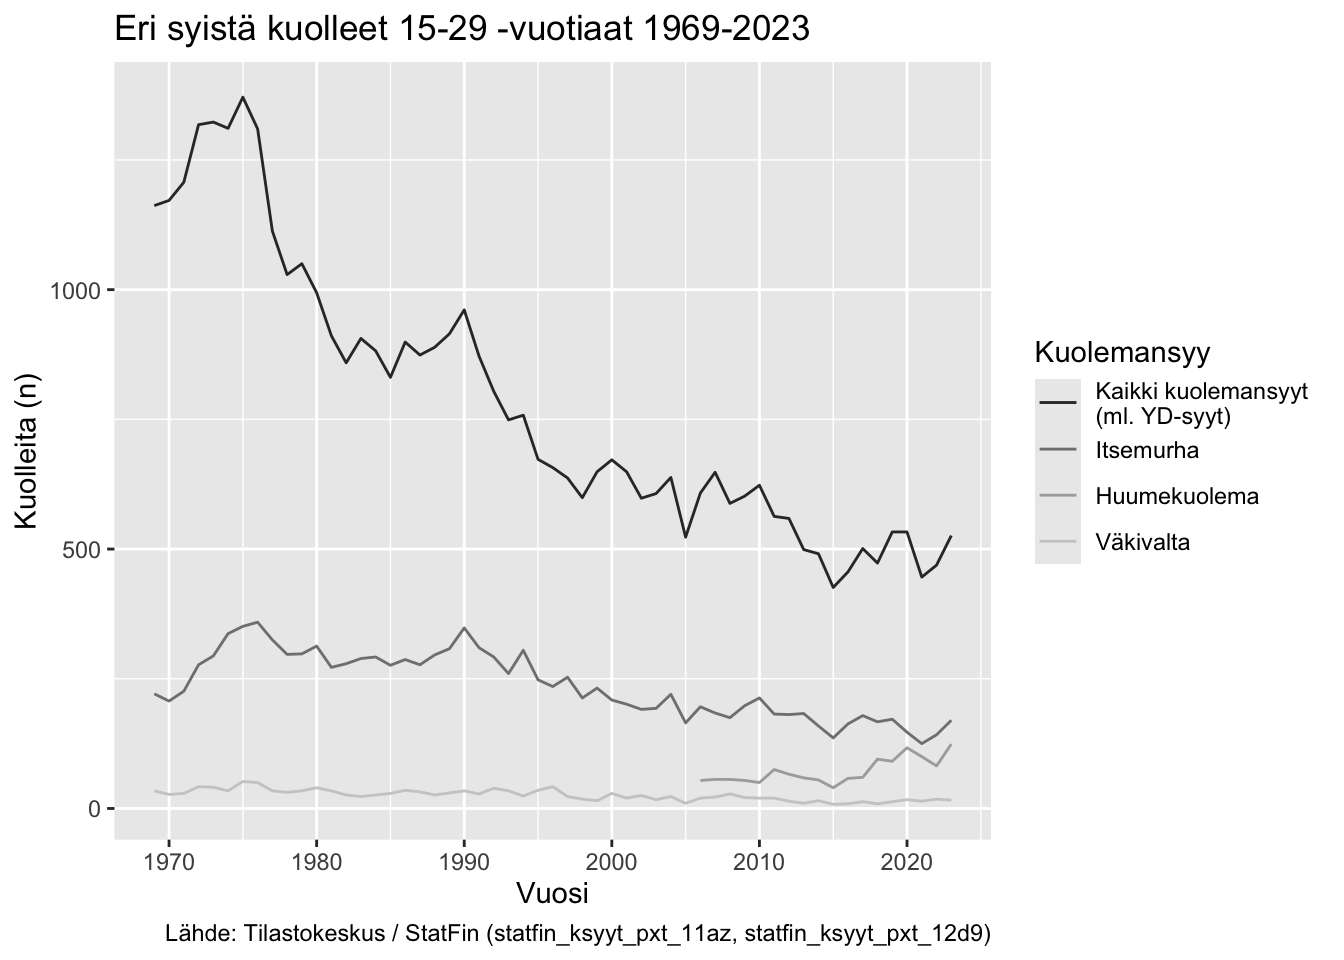 Eri syistä kuolleet 15-29 -vuotiaat 1969-2023
Kuolleita (n)
1000
500
0
1970
1980
1990
2000
2010
2020
Vuosi
Kuolemansyy
Kaikki kuolemansyyt
(ml. YD-syyt)
Itsemurha
Huumekuolema
Väkivalta
Lähde: Tilastokeskus / StatFin (statfin_ksyyt_pxt_11az, statfin_ksyyt_pxt_12d9)